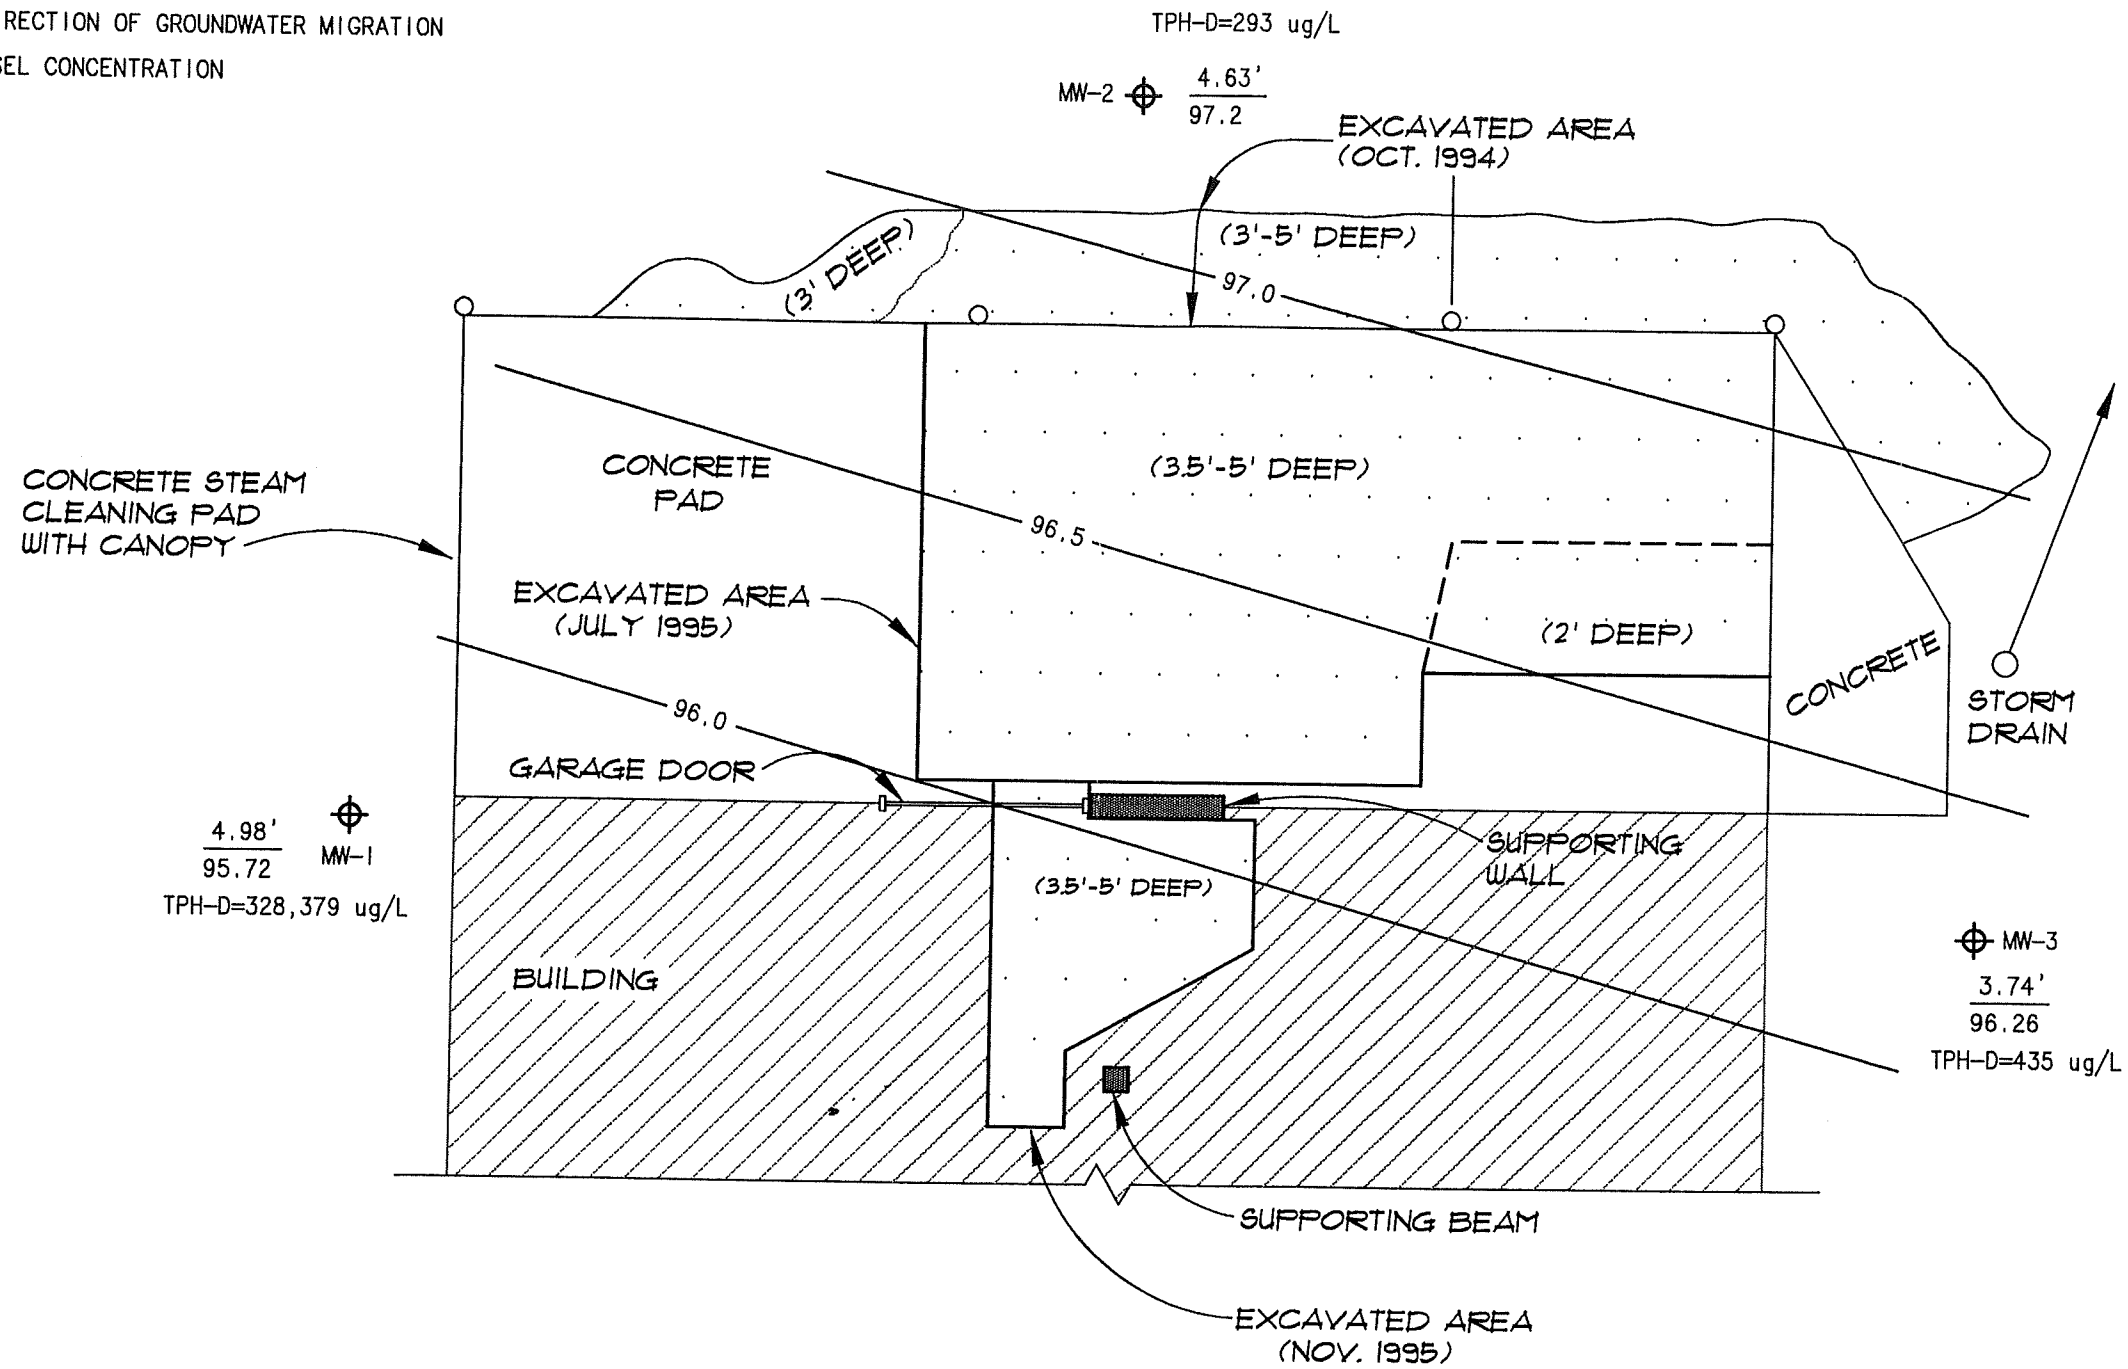 RECTION OF GROUNDWATER MIGRATION
SEL CONCENTRATION
TPH-D=293 ug/L
MW-2
4.63'
97.2
EXCAVATED AREA
(OCT. 1994)
(3' DEEP)
(3'-5' DEEP)
97.0
CONCRETE STEAM
CLEANING PAD
WITH CANOPY
CONCRETE
PAD
(3.5'-5' DEEP)
96.5
EXCAVATED AREA
(JULY 1995)
(2' DEEP)
CONCRETE
STORM
DRAIN
96.0
GARAGE DOOR
4.98'
95.72
MW-1
TPH-D=328,379 ug/L
SUPPORTING
WALL
(3.5'-5' DEEP)
BUILDING
MW-3
3.74'
96.26
TPH-D=435 ug/L
SUPPORTING BEAM
EXCAVATED AREA
(NOV. 1995)